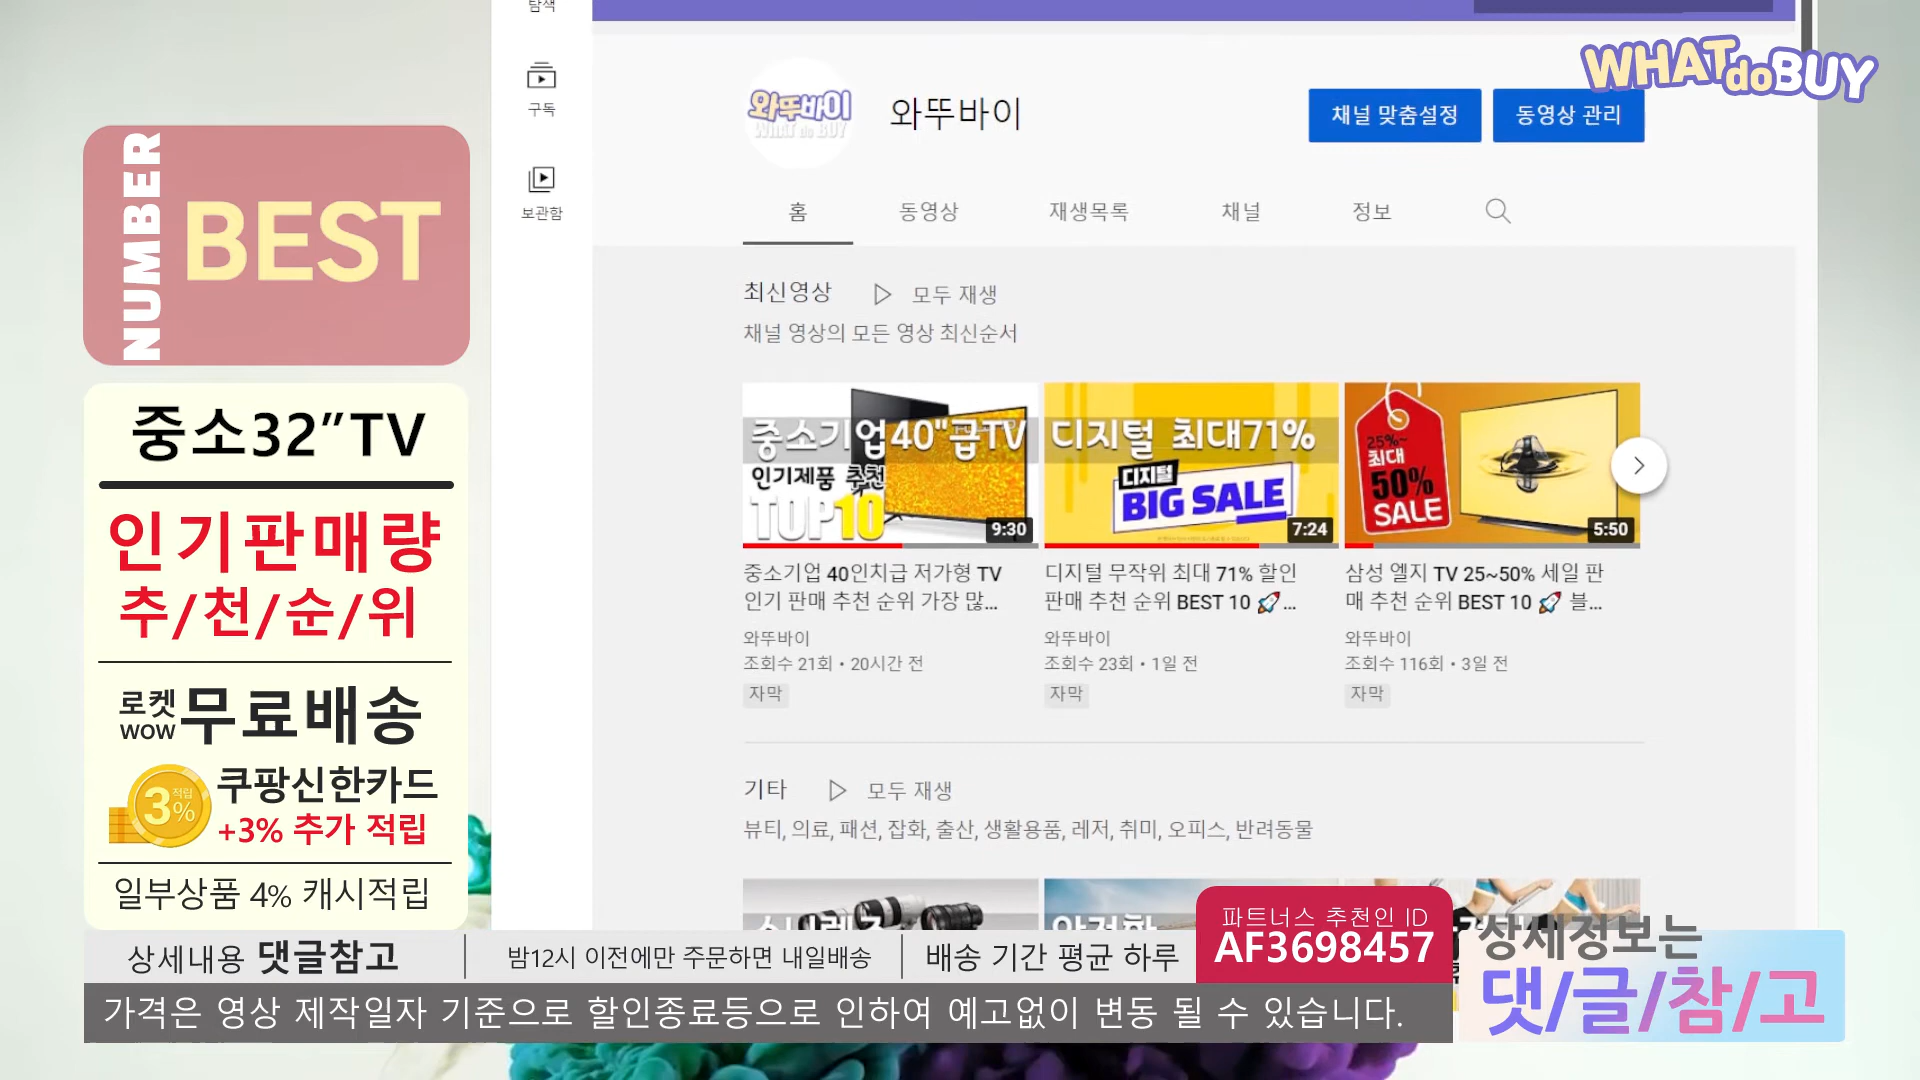 탐색
구독
보관함
WHAT do BUY
와뚜바이
WHAT do BUY
와뚜바이
채널 맞춤설정
동영상 관리
홈
동영상
재생목록
채널
정보
NUMBER
BEST
중소32″TV
인기판매량
추/천/순/위
로켓
WOW
무료배송
3%
적립
쿠팡신한카드
+3% 추가 적립
일부상품 4% 캐시적립
최신영상
모두 재생
채널 영상의 모든 영상 최신순서
중소기업40"급TV
인기제품 추천
TOP10
9:30
디지털 최대71%
디지털
BIG SALE
7:24
25%~
최대
50%
SALE
5:50
중소기업 40인치급 저가형 TV
인기 판매 추천 순위 가장 많...
와뚜바이
조회수 21회 • 20시간 전
자막
디지털 무작위 최대 71% 할인
판매 추천 순위 BEST 10 🚀...
와뚜바이
조회수 23회 • 1일 전
자막
삼성 엘지 TV 25~50% 세일 판
매 추천 순위 BEST 10 🚀 블...
와뚜바이
조회수 116회 • 3일 전
자막
기타
모두 재생
뷰티, 의료, 패션, 잡화, 출산, 생활용품, 레저, 취미, 오피스, 반려동물
상세내용 댓글참고
밤12시 이전에만 주문하면 내일배송
배송 기간 평균 하루
파트너스 추천인 ID
AF3698457
상세정보는
댓/글/참/고
가격은 영상 제작일자 기준으로 할인종료등으로 인하여 예고없이 변동 될 수 있습니다.